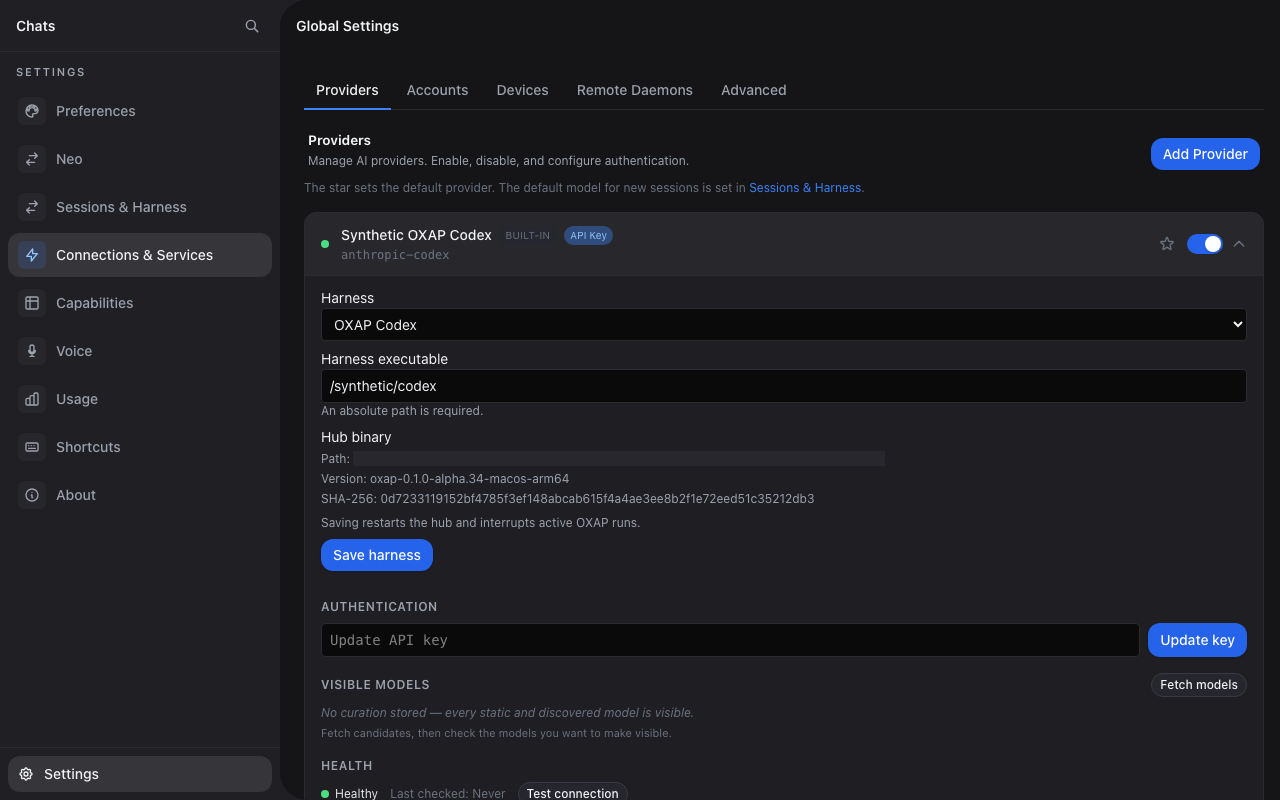 Chats
Global Settings
SETTINGS
Preferences
Neo
Sessions & Harness
Connections & Services
Capabilities
Voice
Usage
Shortcuts
About
Settings
Providers Accounts Devices Remote Daemons Advanced
Providers
Manage AI providers. Enable, disable, and configure authentication.
Add Provider
The star sets the default provider. The default model for new sessions is set in Sessions & Harness.
Synthetic OXAP Codex BUILT-IN API Key
anthropic-codex
Harness
OXAP Codex
Harness executable
/synthetic/codex
An absolute path is required.
Hub binary
Path:
Version: oxap-0.1.0-alpha.34-macos-arm64
SHA-256: 0d7233119152bf4785f3ef148abcab615f4a4ae3ee8b2f1e72eed51c35212db3
Saving restarts the hub and interrupts active OXAP runs.
Save harness
AUTHENTICATION
Update API key Update key
VISIBLE MODELS Fetch models
No curation stored — every static and discovered model is visible.
Fetch candidates, then check the models you want to make visible.
HEALTH
Healthy Last checked: Never Test connection